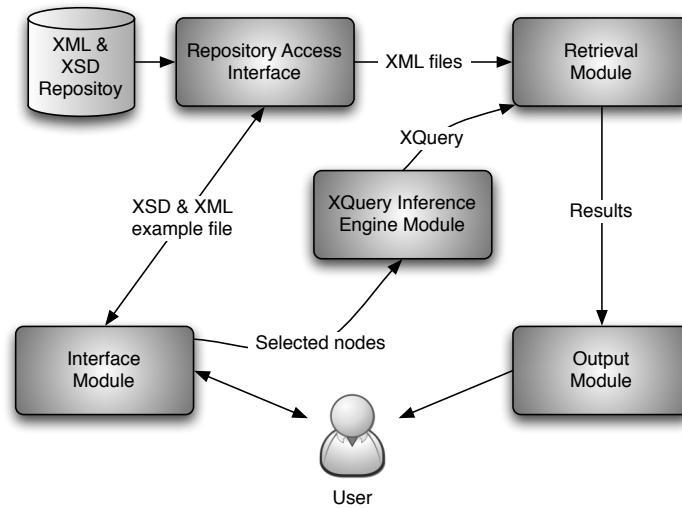 XML &
XSD
Repositoy
Repository Access
Interface
XML files
Retrieval
Module
XQuery
XSD & XML
example file
XQuery Inference
Engine Module
Results
Selected nodes
Interface
Module
Output
Module
User